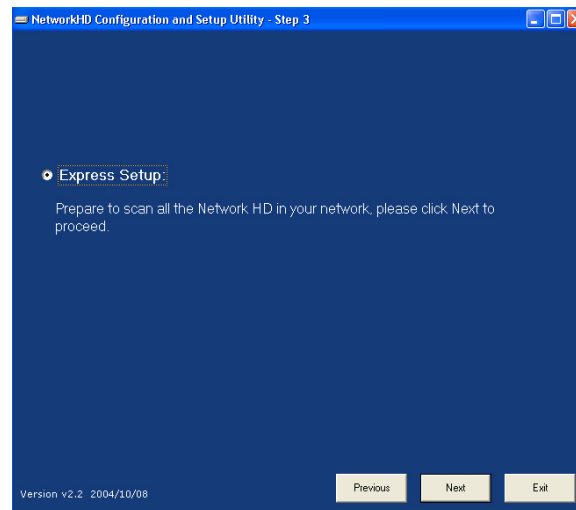 NetworkHD Configuration and Setup Utility - Step 3
Express Setup:
Prepare to scan all the Network HD in your network, please click Next to
proceed.
Version v2.2 2004/10/08
Previous
Next
Exit